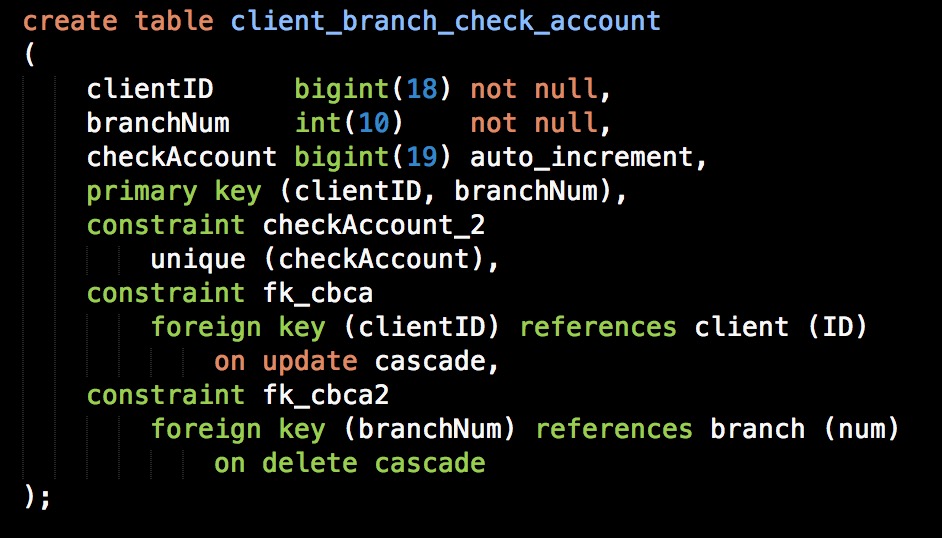 create table client_branch_check_account
(
    clientID     bigint(18) not null,
    branchNum    int(10)    not null,
    checkAccount bigint(19) auto_increment,
    primary key (clientID, branchNum),
    constraint checkAccount_2
        unique (checkAccount),
    constraint fk_cbca
        foreign key (clientID) references client (ID)
            on update cascade,
    constraint fk_cbca2
        foreign key (branchNum) references branch (num)
            on delete cascade
);